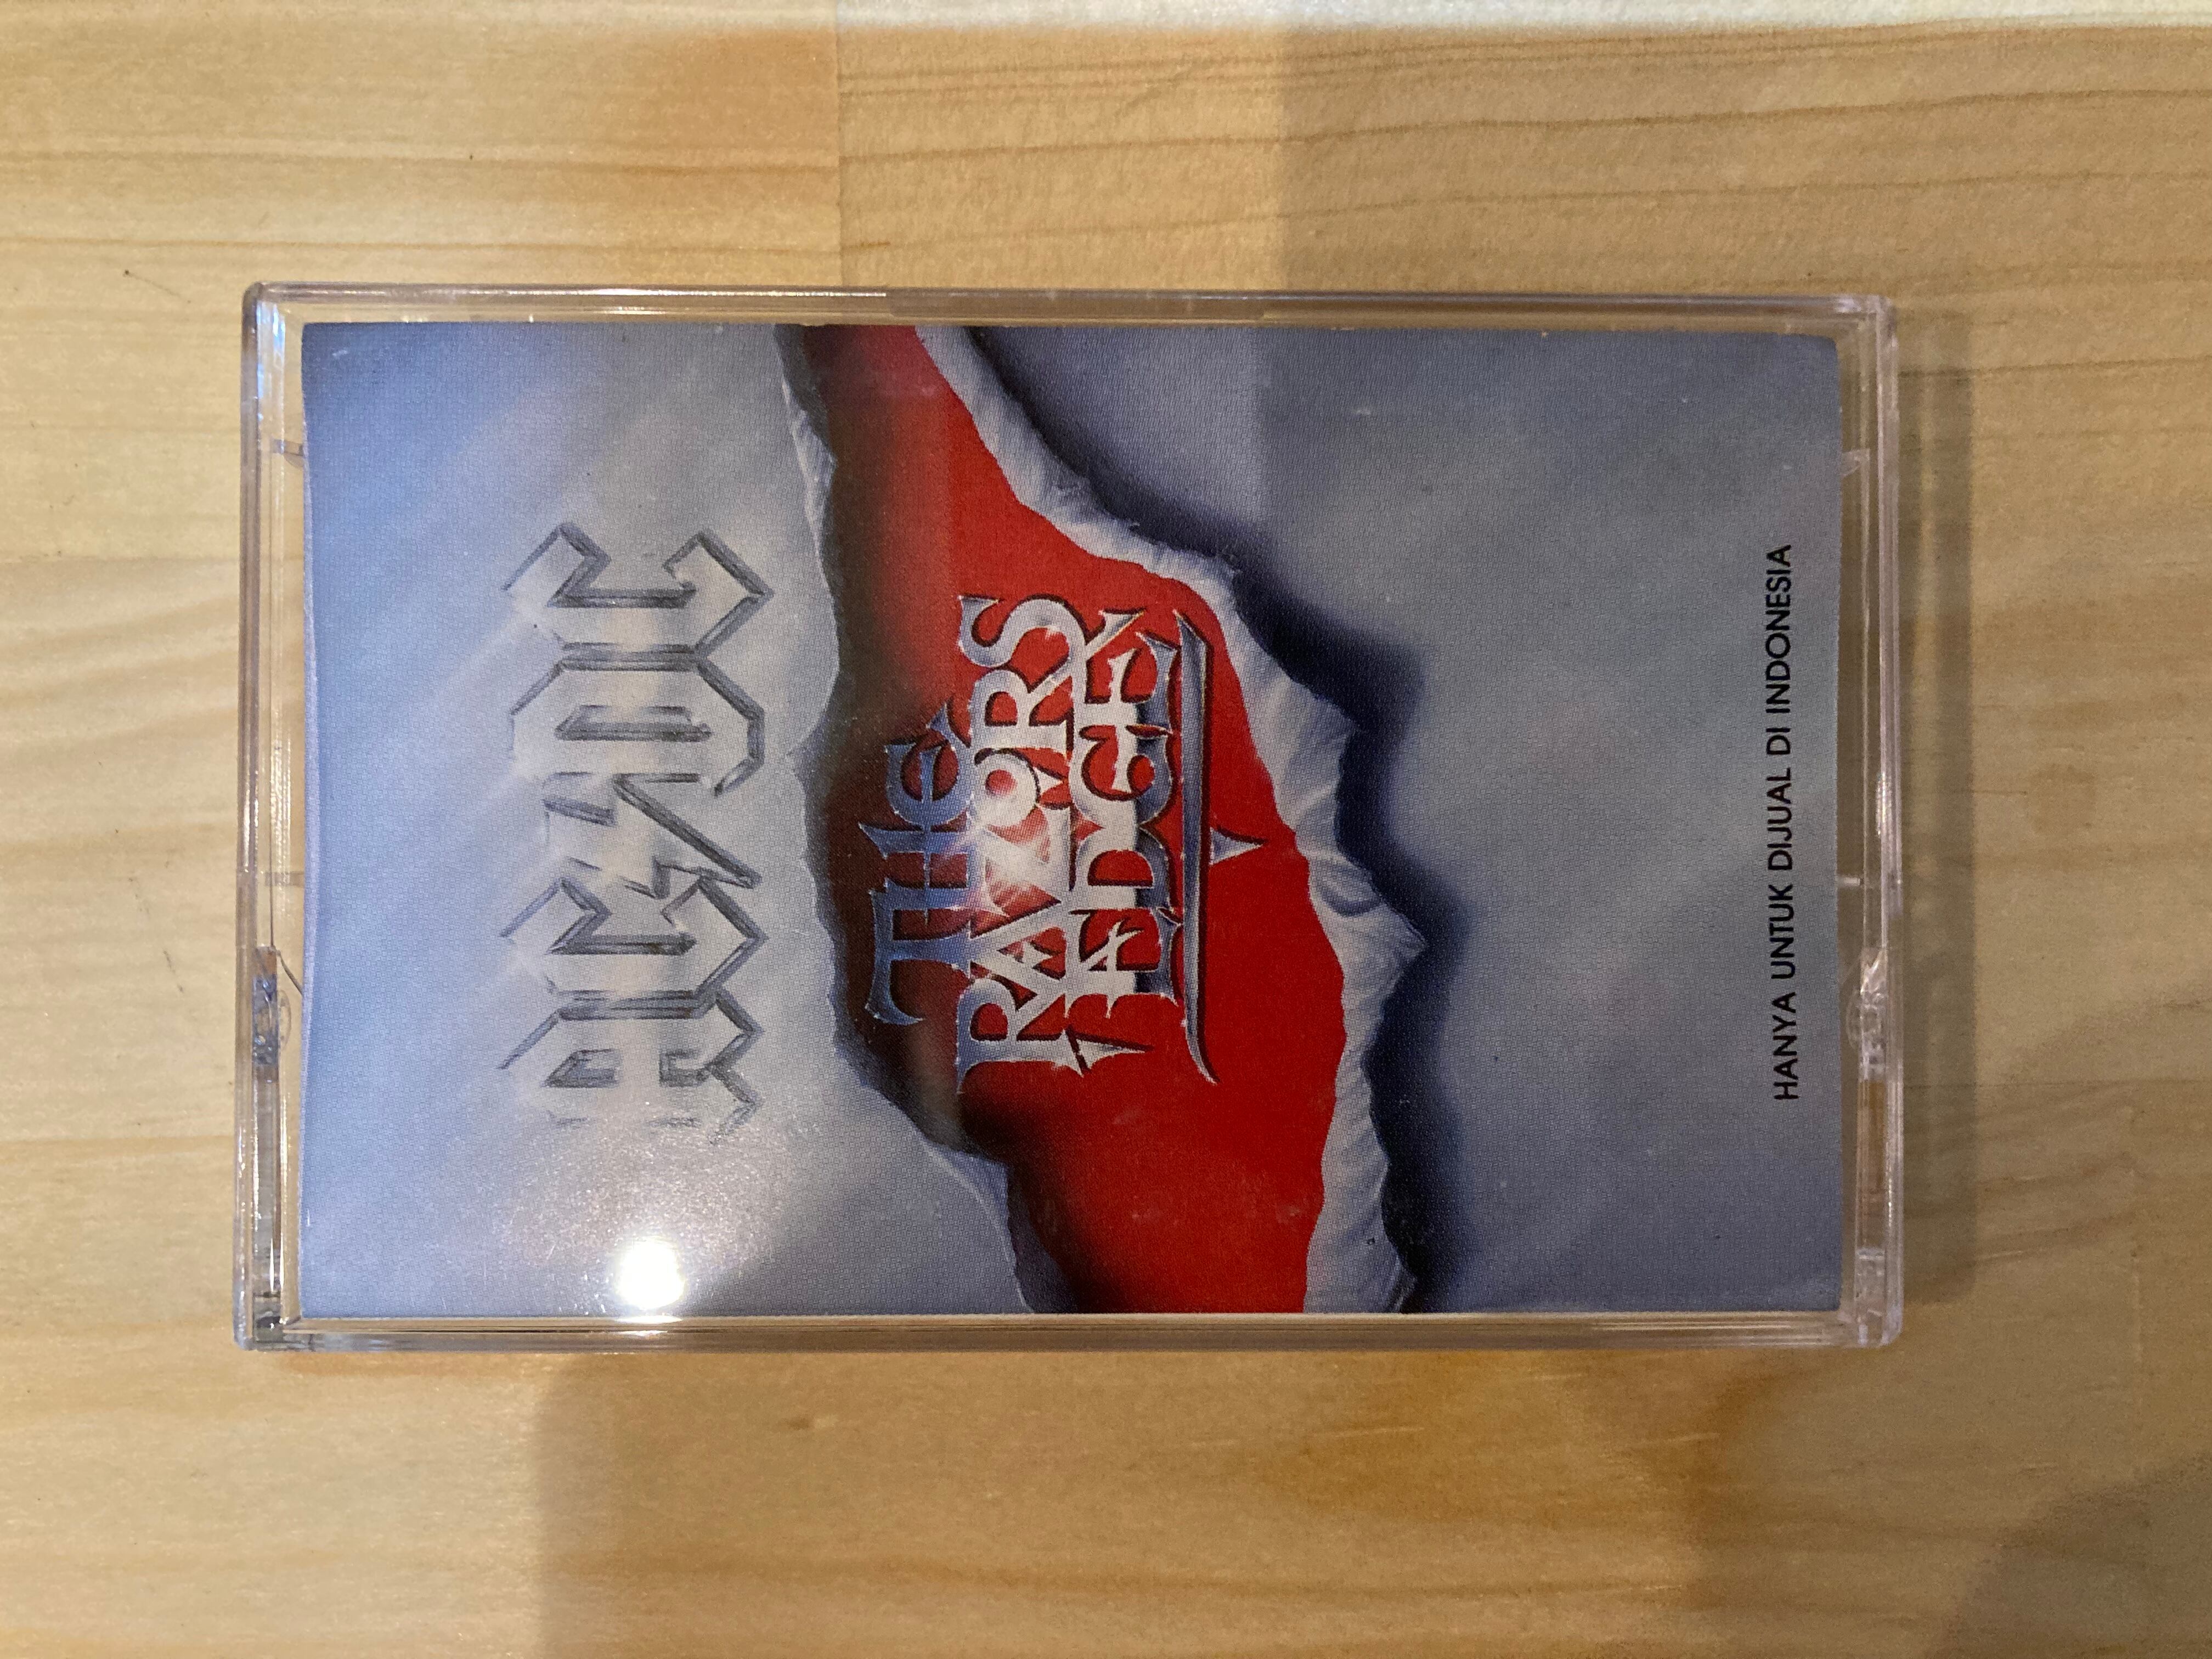 AC⚡DC
THE
RAZORS
EDGE
HANYA UNTUK DIJUAL DI INDONESIA